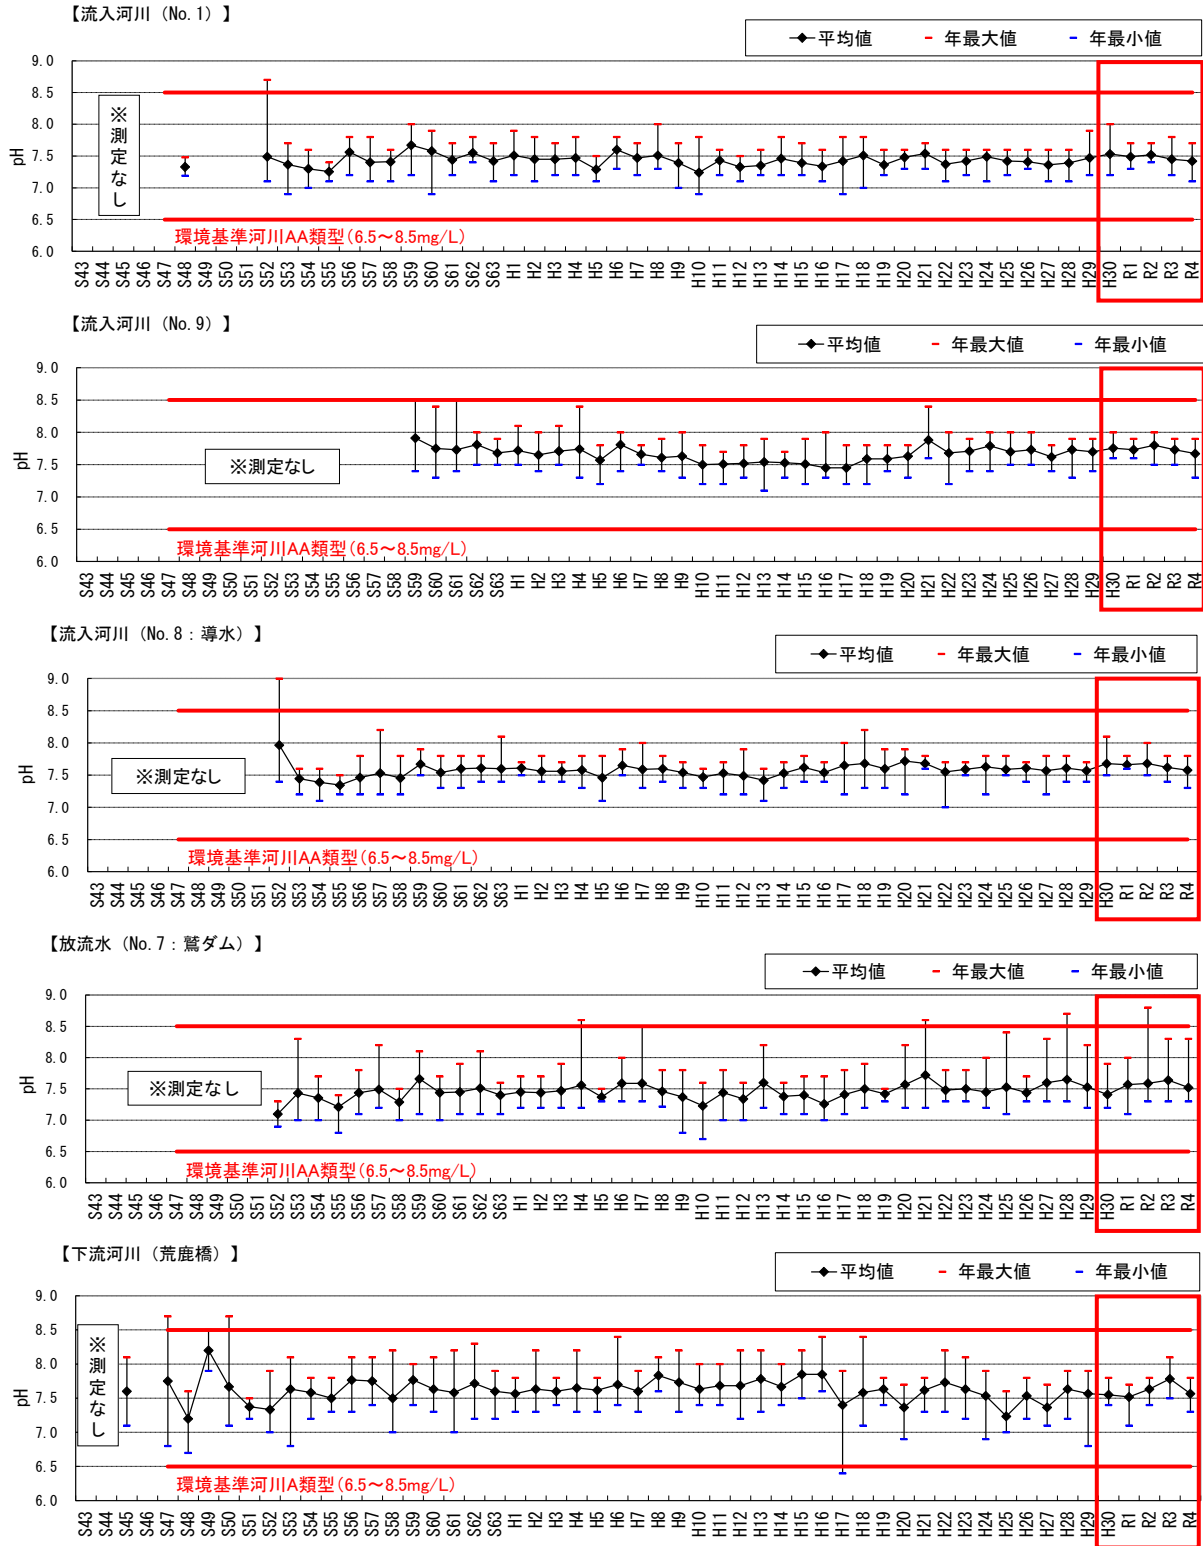 【流入河川（No.1）】
平均値 年最大値 年最小値
9.0
8.5
8.0
7.5
7.0
6.5
6.0
pH
※測定なし
環境基準河川AA類型(6.5～8.5mg/L)
S43 S44 S45 S46 S47 S48 S49 S50 S51 S52 S53 S54 S55 S56 S57 S58 S59 S60 S61 S62 S63 H1 H2 H3 H4 H5 H6 H7 H8 H9 H10 H11 H12 H13 H14 H15 H16 H17 H18 H19 H20 H21 H22 H23 H24 H25 H26 H27 H28 H29 H30 R1 R2 R3 R4
【流入河川（No.9）】
平均値 年最大値 年最小値
9.0
8.5
8.0
7.5
7.0
6.5
6.0
pH
※測定なし
環境基準河川AA類型(6.5～8.5mg/L)
S43 S44 S45 S46 S47 S48 S49 S50 S51 S52 S53 S54 S55 S56 S57 S58 S59 S60 S61 S62 S63 H1 H2 H3 H4 H5 H6 H7 H8 H9 H10 H11 H12 H13 H14 H15 H16 H17 H18 H19 H20 H21 H22 H23 H24 H25 H26 H27 H28 H29 H30 R1 R2 R3 R4
【流入河川（No.8：導水）】
平均値 年最大値 年最小値
9.0
8.5
8.0
7.5
7.0
6.5
6.0
pH
※測定なし
環境基準河川AA類型(6.5～8.5mg/L)
S43 S44 S45 S46 S47 S48 S49 S50 S51 S52 S53 S54 S55 S56 S57 S58 S59 S60 S61 S62 S63 H1 H2 H3 H4 H5 H6 H7 H8 H9 H10 H11 H12 H13 H14 H15 H16 H17 H18 H19 H20 H21 H22 H23 H24 H25 H26 H27 H28 H29 H30 R1 R2 R3 R4
【放流水（No.7：鷲ダム）】
平均値 年最大値 年最小値
9.0
8.5
8.0
7.5
7.0
6.5
6.0
pH
※測定なし
環境基準河川AA類型(6.5～8.5mg/L)
S43 S44 S45 S46 S47 S48 S49 S50 S51 S52 S53 S54 S55 S56 S57 S58 S59 S60 S61 S62 S63 H1 H2 H3 H4 H5 H6 H7 H8 H9 H10 H11 H12 H13 H14 H15 H16 H17 H18 H19 H20 H21 H22 H23 H24 H25 H26 H27 H28 H29 H30 R1 R2 R3 R4
【下流河川（荒鹿橋）】
平均値 年最大値 年最小値
9.0
8.5
8.0
7.5
7.0
6.5
6.0
pH
※測定なし
環境基準河川A類型(6.5～8.5mg/L)
S43 S44 S45 S46 S47 S48 S49 S50 S51 S52 S53 S54 S55 S56 S57 S58 S59 S60 S61 S62 S63 H1 H2 H3 H4 H5 H6 H7 H8 H9 H10 H11 H12 H13 H14 H15 H16 H17 H18 H19 H20 H21 H22 H23 H24 H25 H26 H27 H28 H29 H30 R1 R2 R3 R4